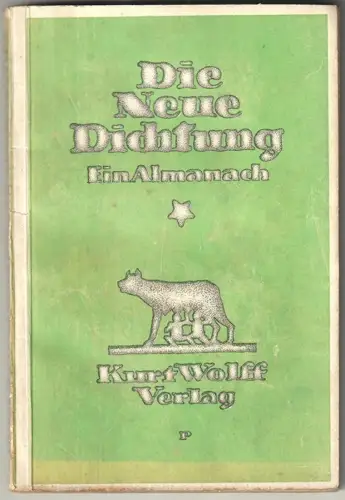 Die
Neue
Dichtung
Ein Almanach
Kurt Wolff
Verlag
P